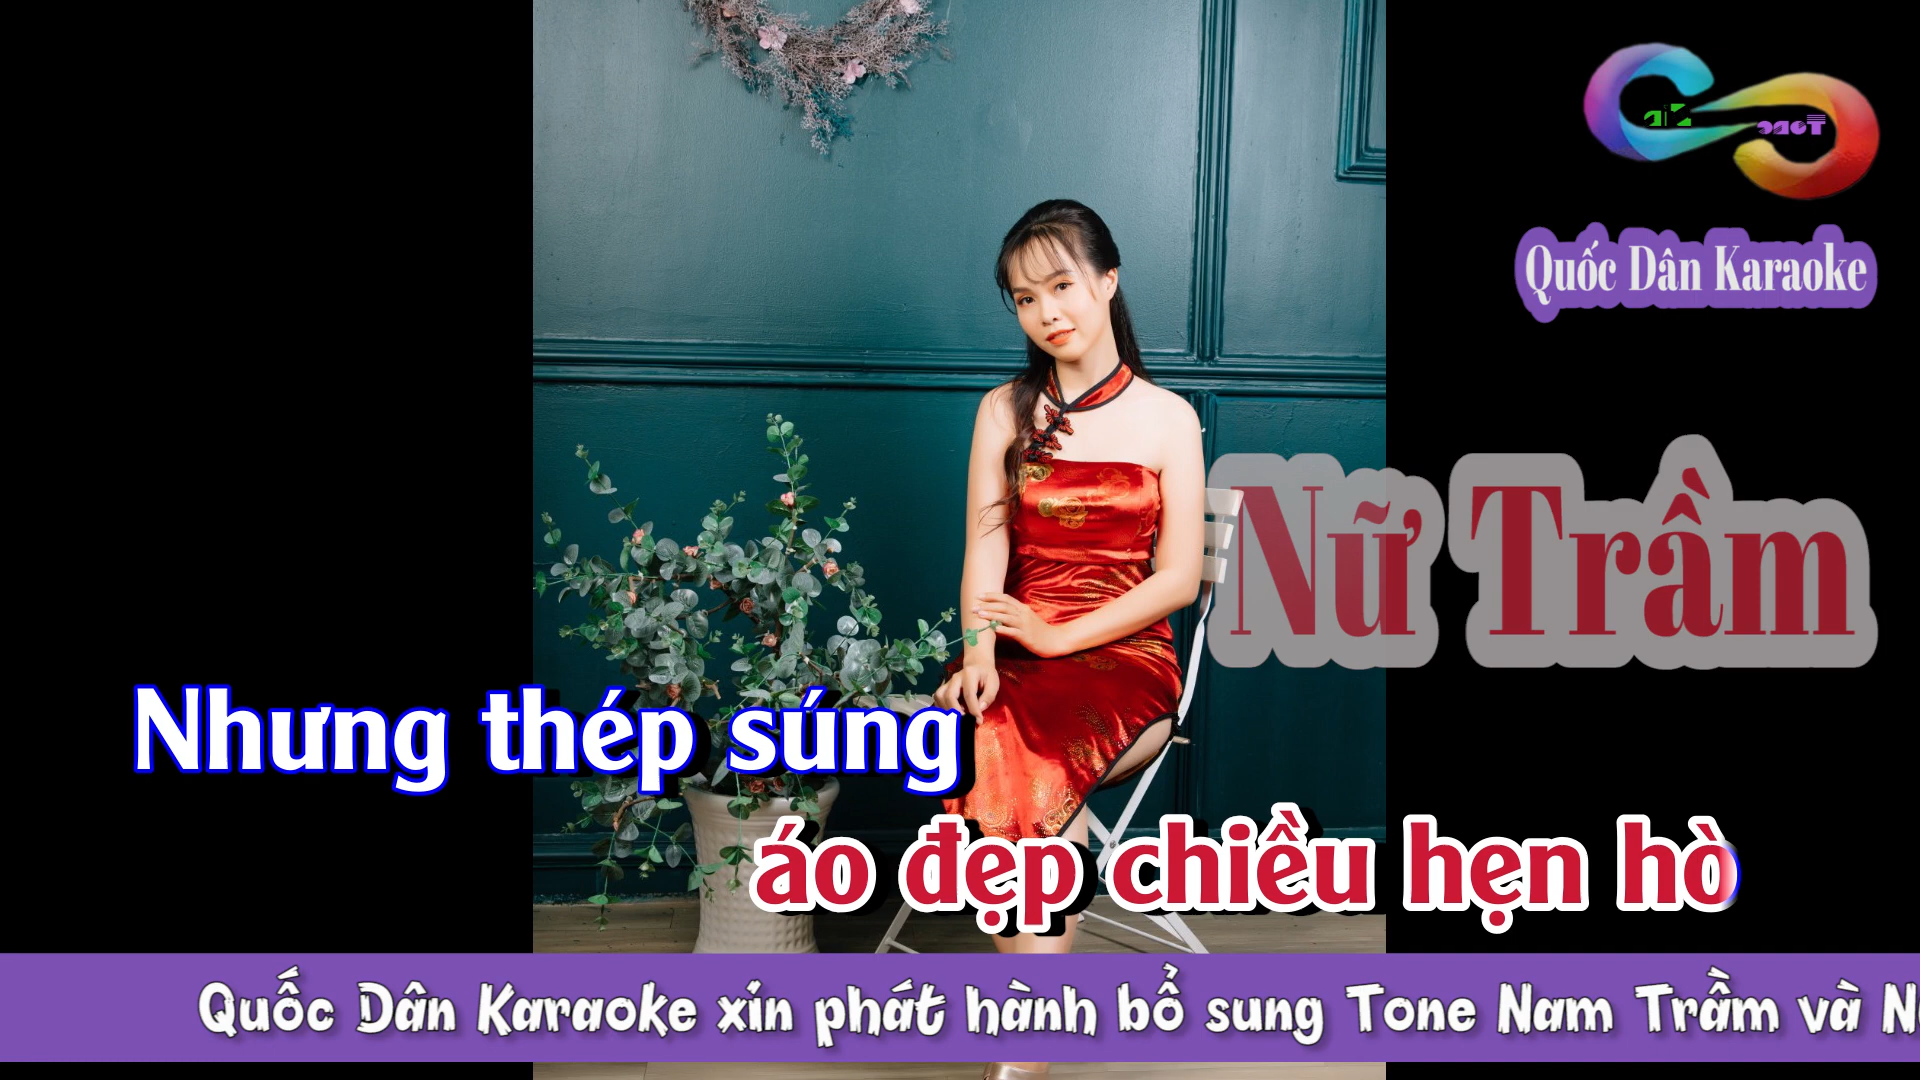 Quốc Dân Karaoke
Nữ Trầm
Nhưng thép súng
áo đẹp chiều hẹn hò
Quốc Dân Karaoke xin phát hành bổ sung Tone Nam Trầm và